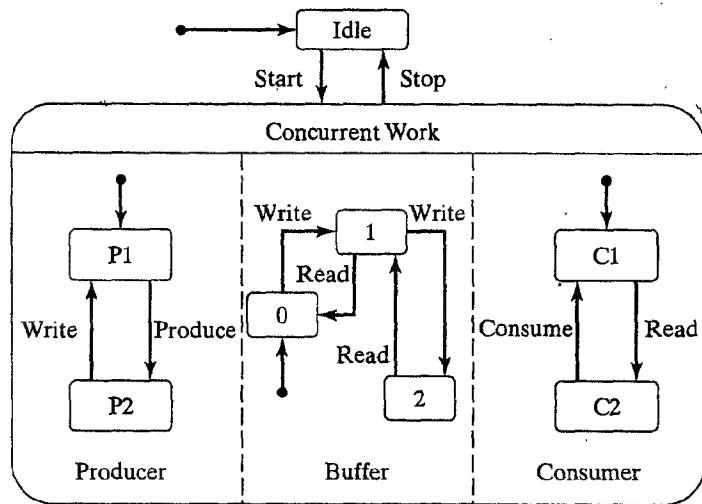 Idle
Start
Stop
Concurrent Work
Write
1
Write
P1
C1
Read
0
Write
Produce
Consume
Read
Read
P2
2
C2
Producer
Buffer
Consumer